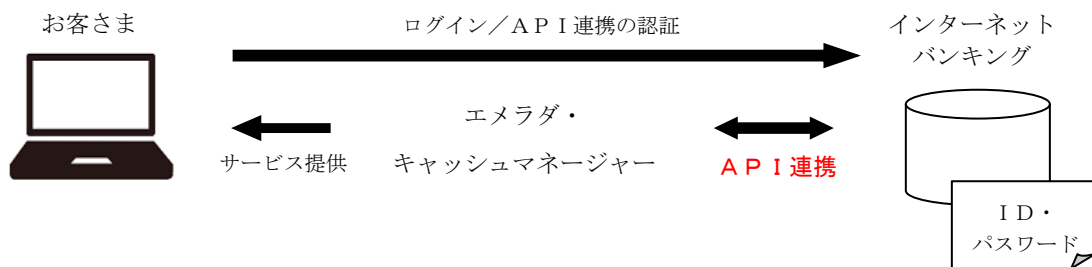 お客さま
ログイン／ＡＰＩ連携の認証
インターネット
バンキング
エメラダ・
キャッシュマネージャー
サービス提供
ＡＰＩ連携
ＩＤ・
パスワード